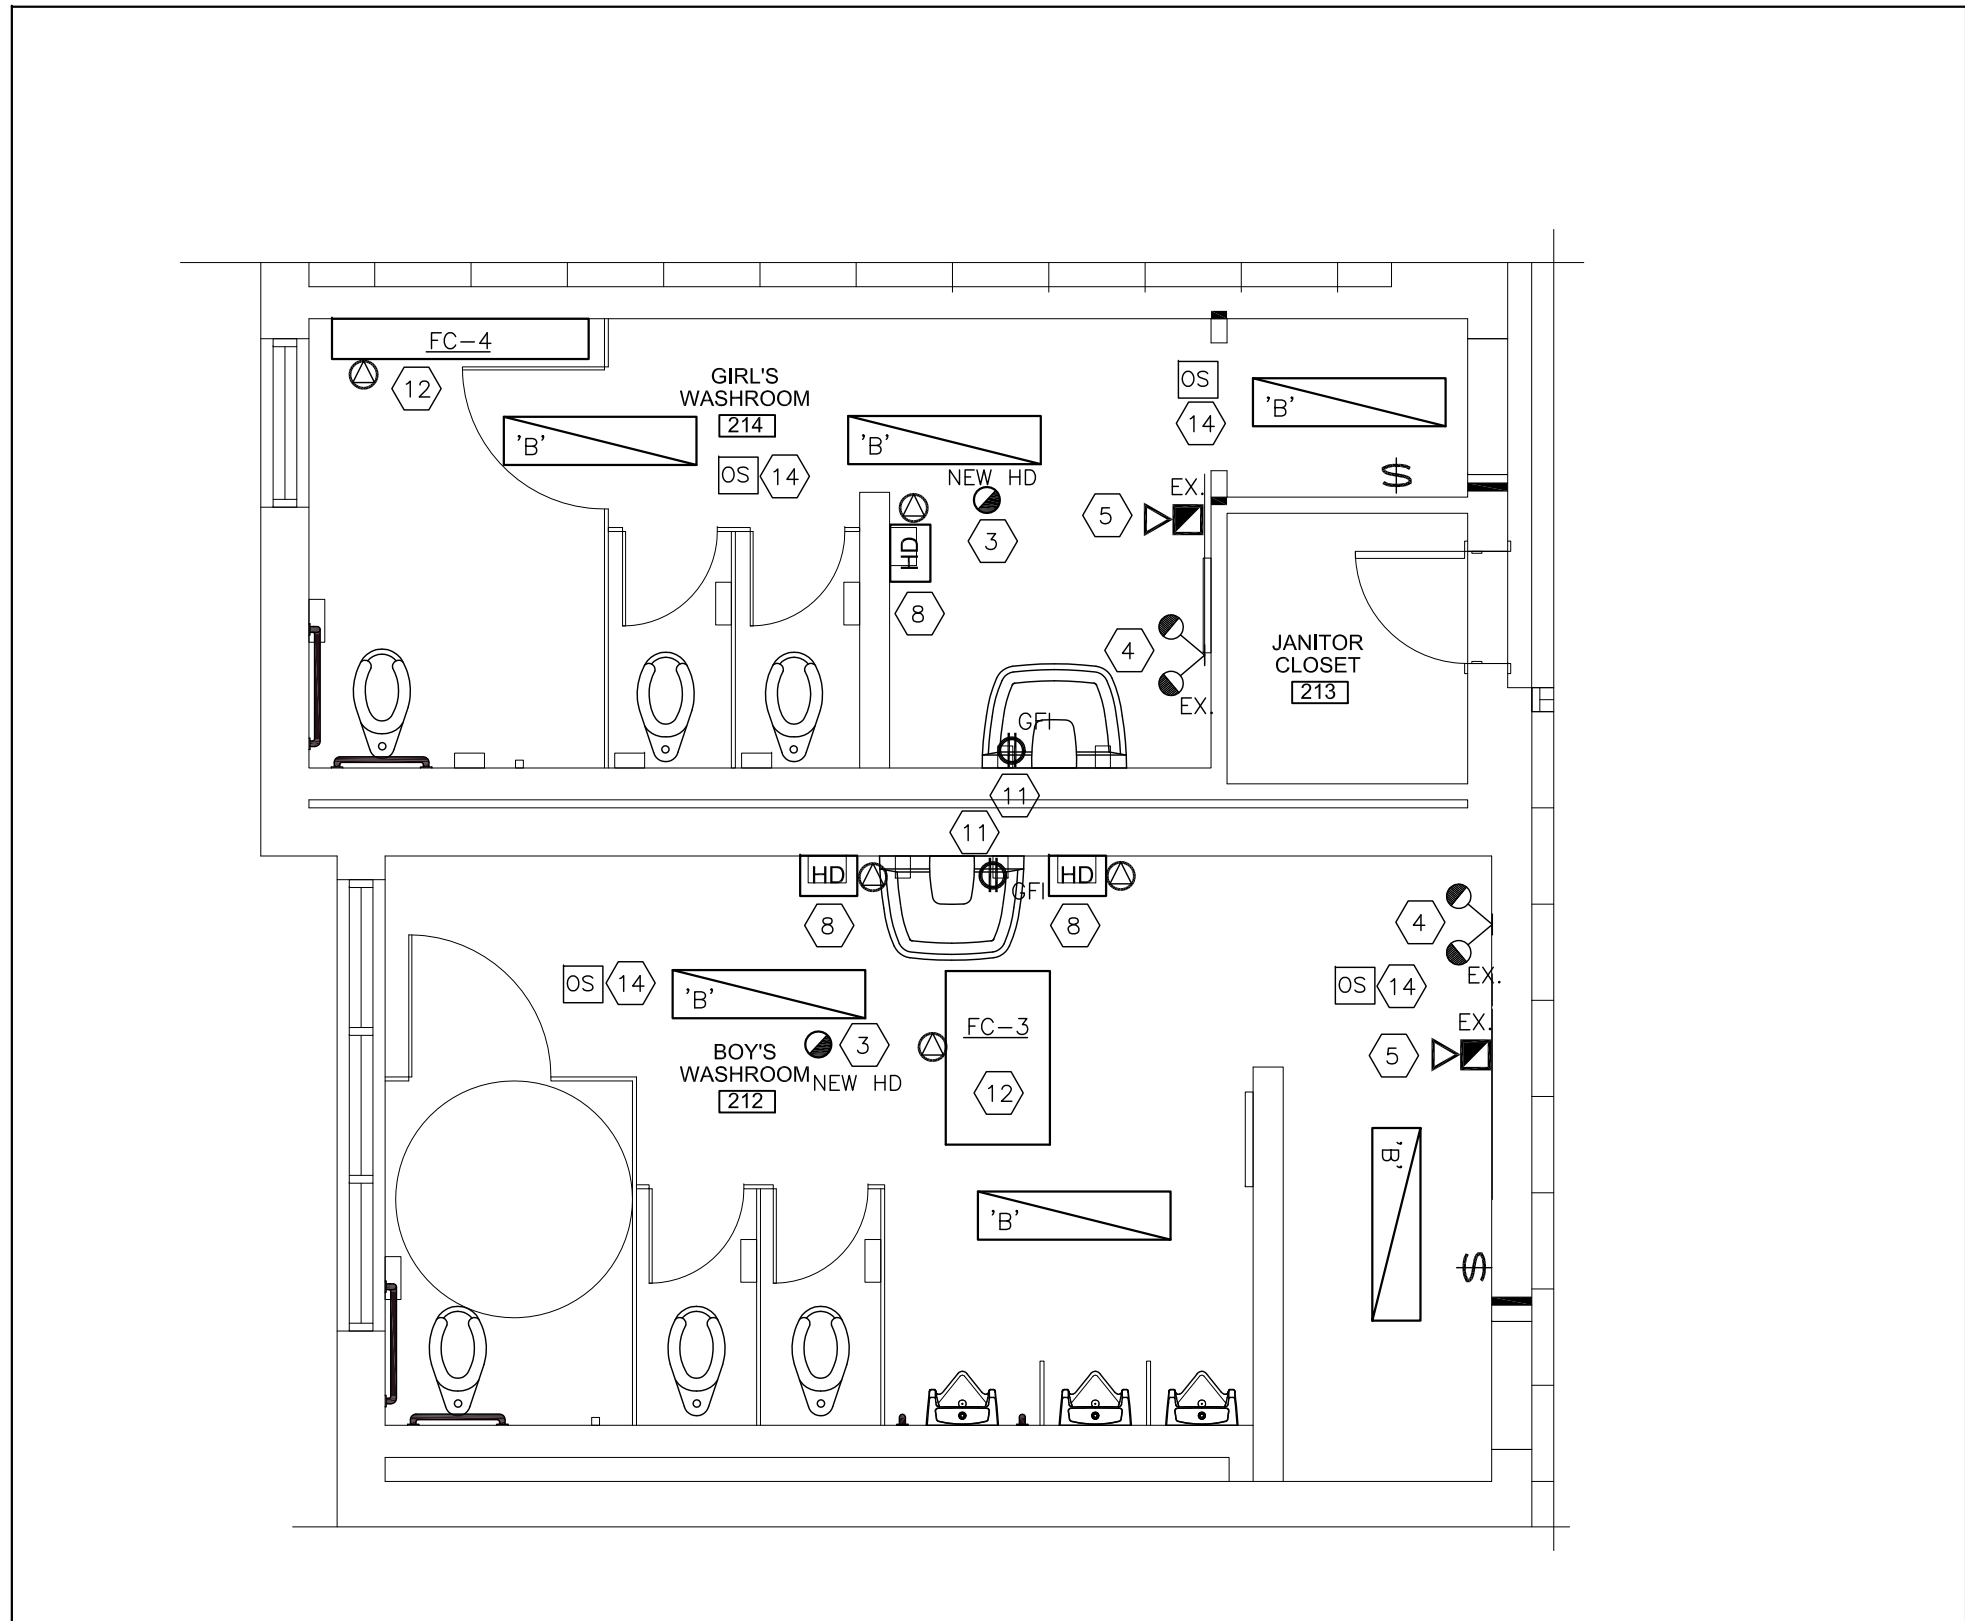 FC-4
12
GIRL'S
WASHROOM
214
OS
14
'B'
'B'
'B'
OS
14
NEW HD
3
EX.
5
$
HD
8
4
EX.
JANITOR
CLOSET
213
GFI
11
11
HD
HD
GFI
8
8
4
EX.
OS
14
'B'
OS
14
EX.
5
FC-3
12
3
NEW HD
BOY'S
WASHROOM
212
'B'
'B'
$